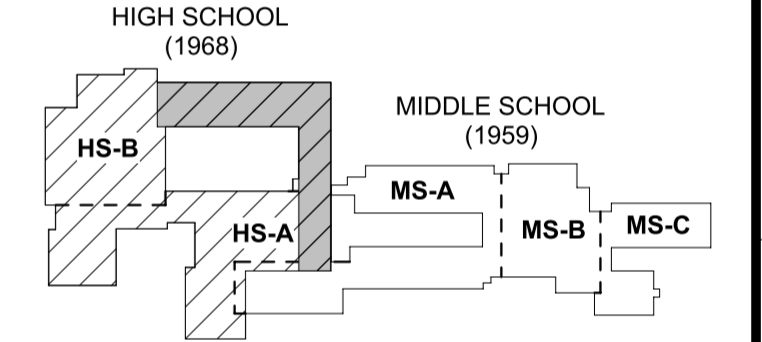 HIGH SCHOOL
(1968)
MIDDLE SCHOOL
(1959)
HS-B
MS-A
HS-A
MS-B
MS-C